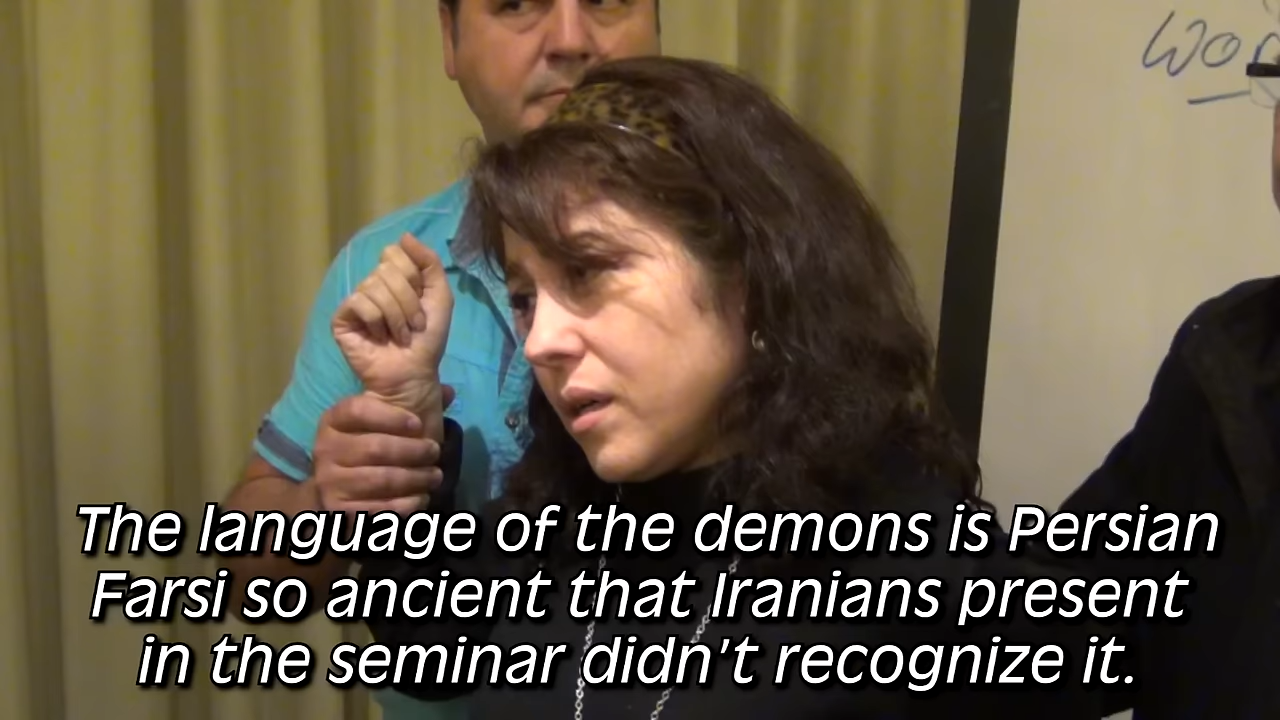 Wor
The language of the demons is Persian
Farsi so ancient that Iranians present
in the seminar didn't recognize it.